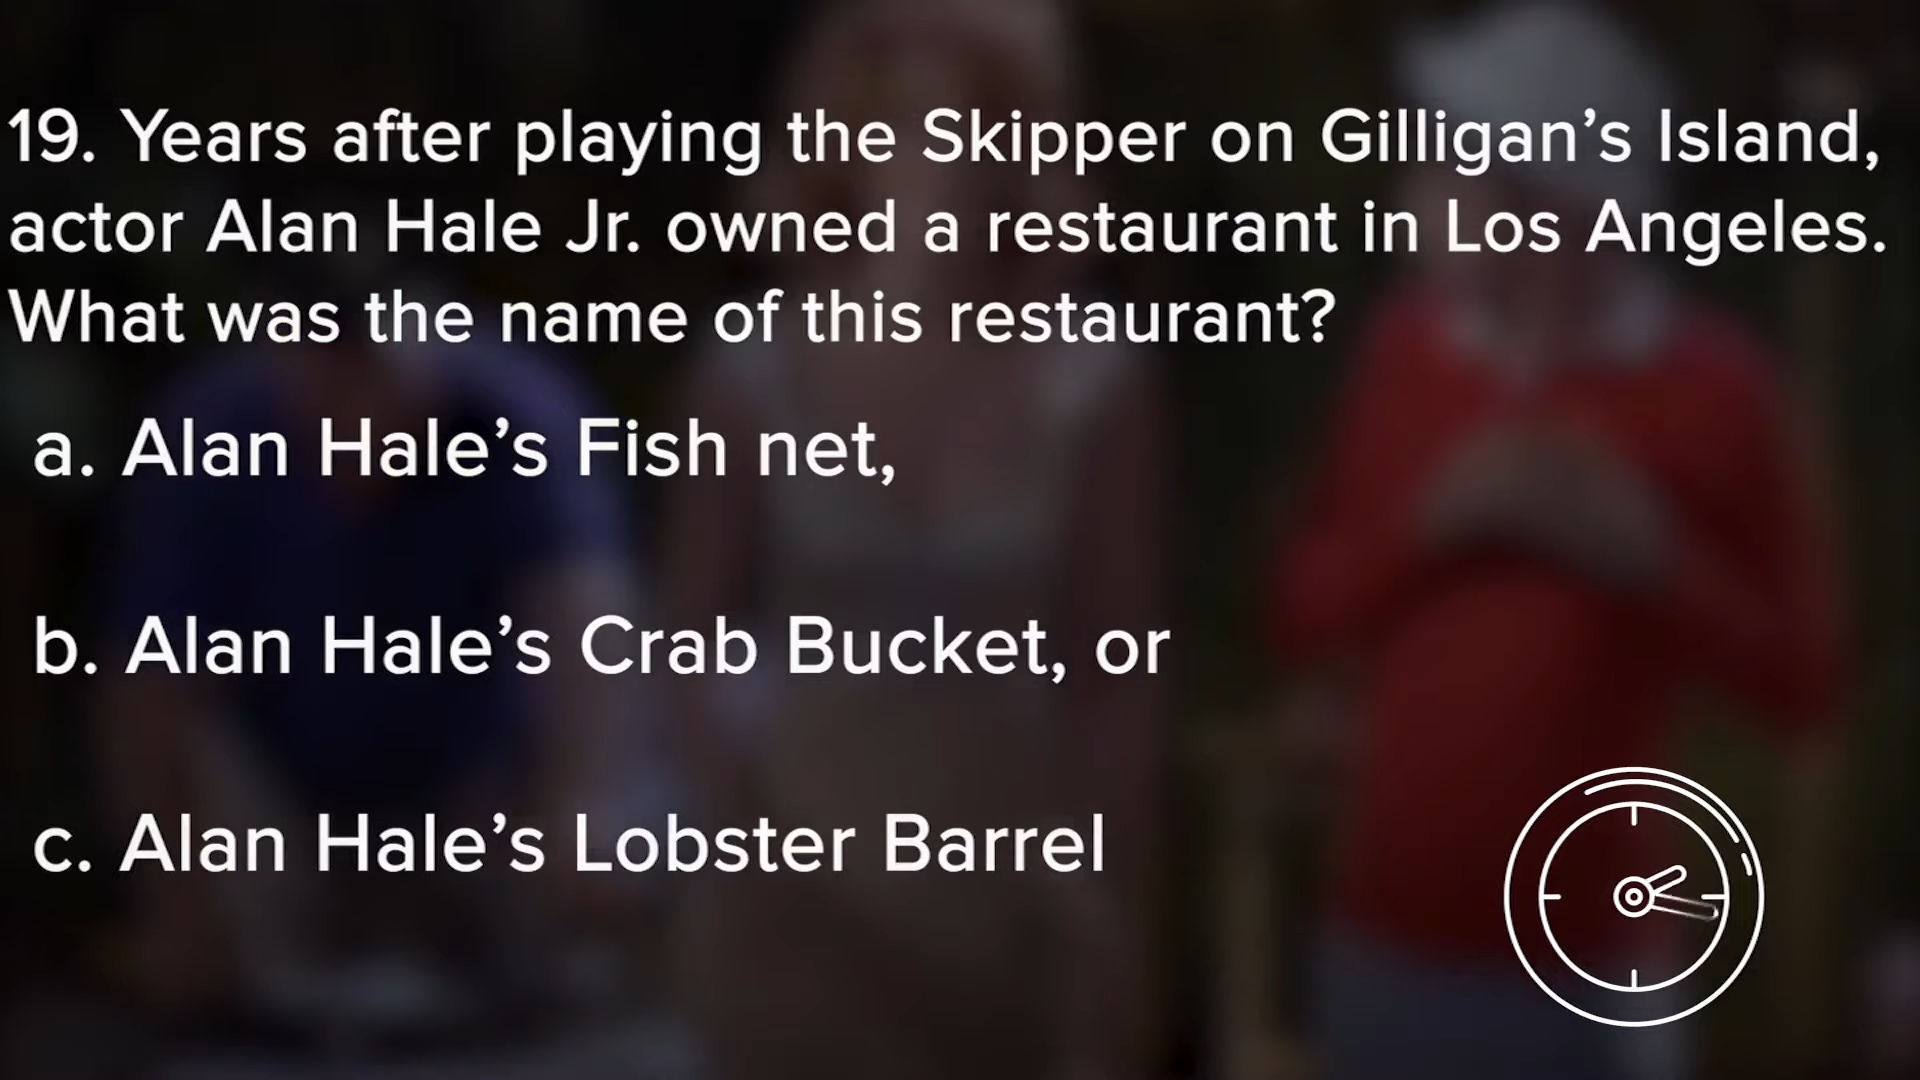 19. Years after playing the Skipper on Gilligan’s Island,
actor Alan Hale Jr. owned a restaurant in Los Angeles.
What was the name of this restaurant?
a. Alan Hale’s Fish net,
b. Alan Hale’s Crab Bucket, or
c. Alan Hale’s Lobster Barrel